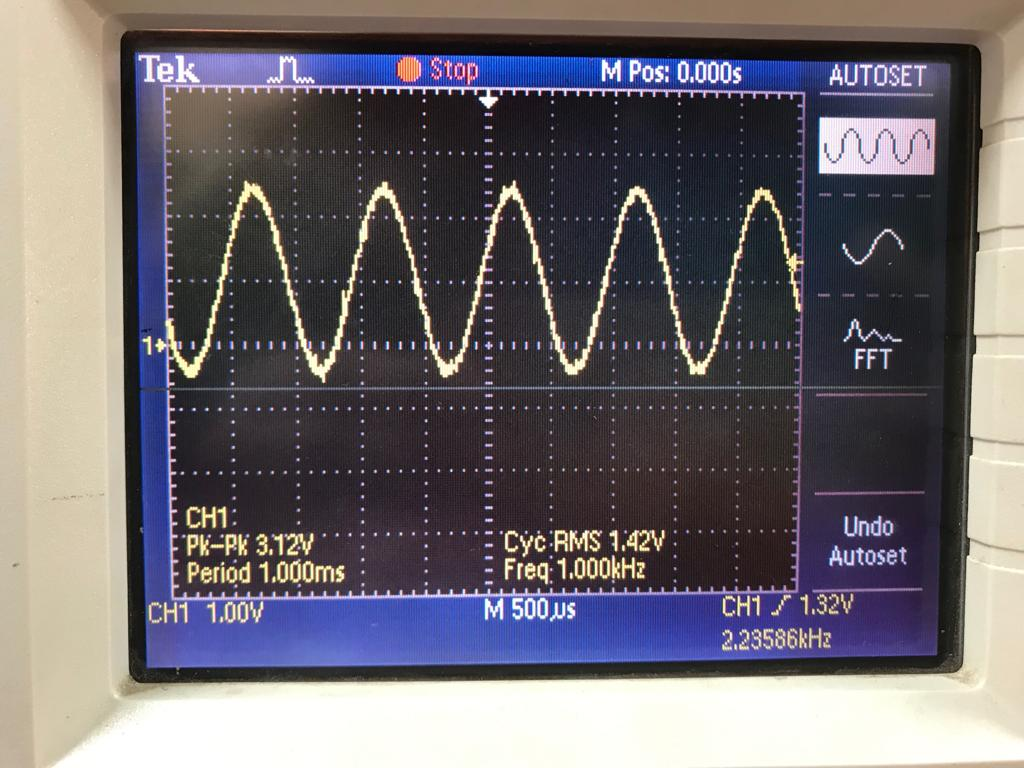 Tek Stop M Pos: 0.000s AUTOSET
1
FFT
CH1
Pk-Pk 3.12V Cyc RMS 1.42V
Period 1.000ms Freq 1.000kHz
Undo
Autoset
CH1 1.00V M 500µs CH1 1.32V
2.23586kHz